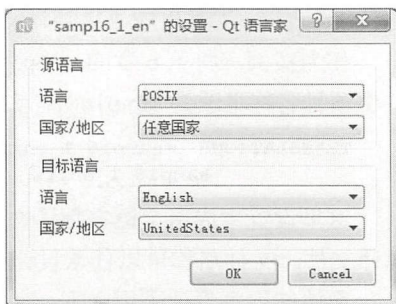 “samp16_1_en”的设置 - Qt 语言家
源语言
语言 POSIX
国家/地区 任意国家
目标语言
语言 English
国家/地区 UnitedStates
OK Cancel